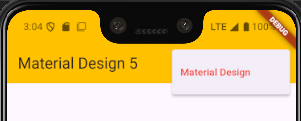 3:04 LTE 100%
DEBUG
Material Design 5
Material Design